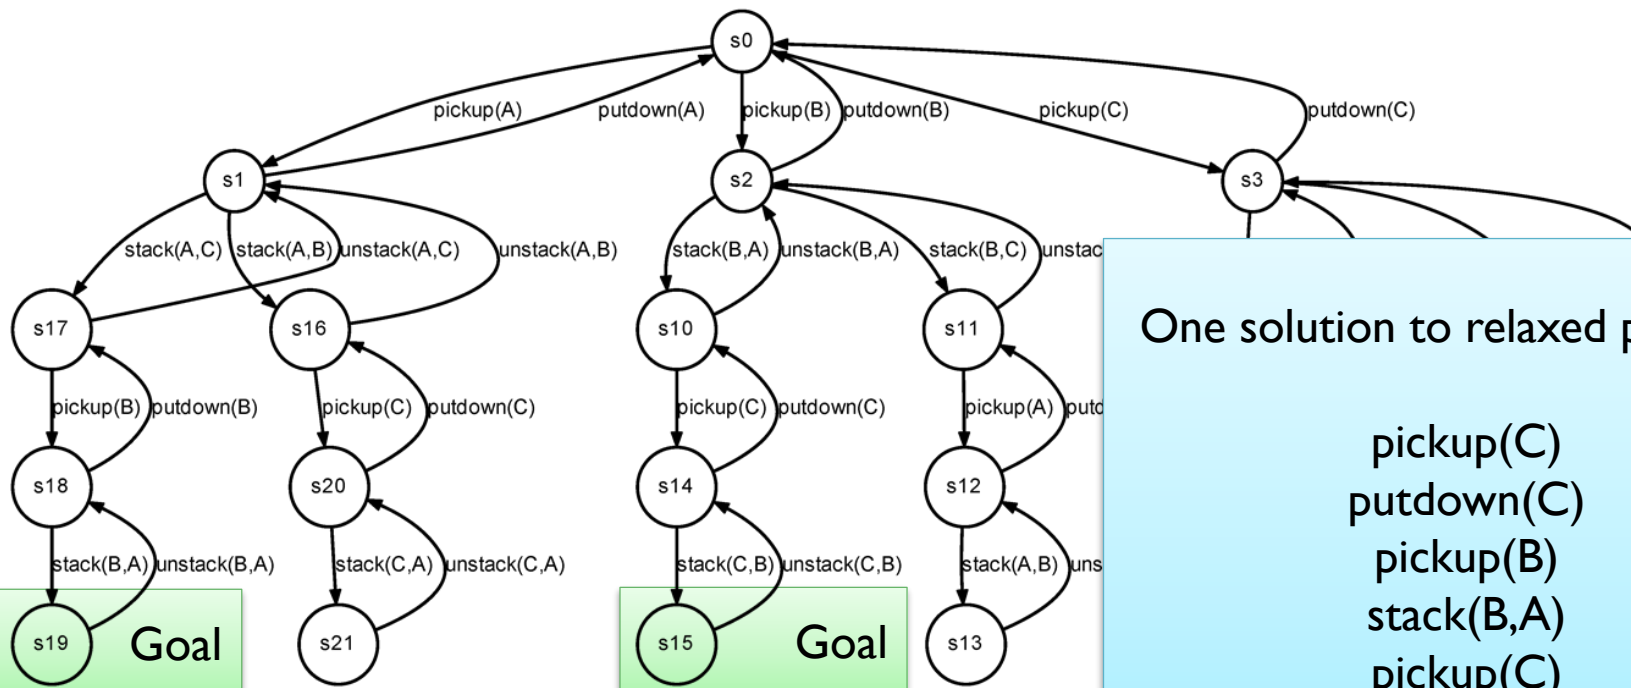 s0
pickup(A) putdown(A) pickup(B) putdown(B) pickup(C) putdown(C)
s1 s2 s3
stack(A,C) stack(A,B) unstack(A,C) unstack(A,B) stack(B,A) unstack(B,A) stack(B,C)
s17 s16 s10 s11
One solution to relaxed
pickup(B) putdown(B) pickup(C) putdown(C) pickup(C) putdown(C) pickup(A)
pickup(C)
s18 s20 s14 s12
putdown(C)
pickup(B)
stack(B,A) unstack(B,A) stack(C,A) unstack(C,A) stack(C,B) unstack(C,B) stack(A,B)
stack(B,A)
s19 Goal s21 s15 Goal s13
pickup(C)